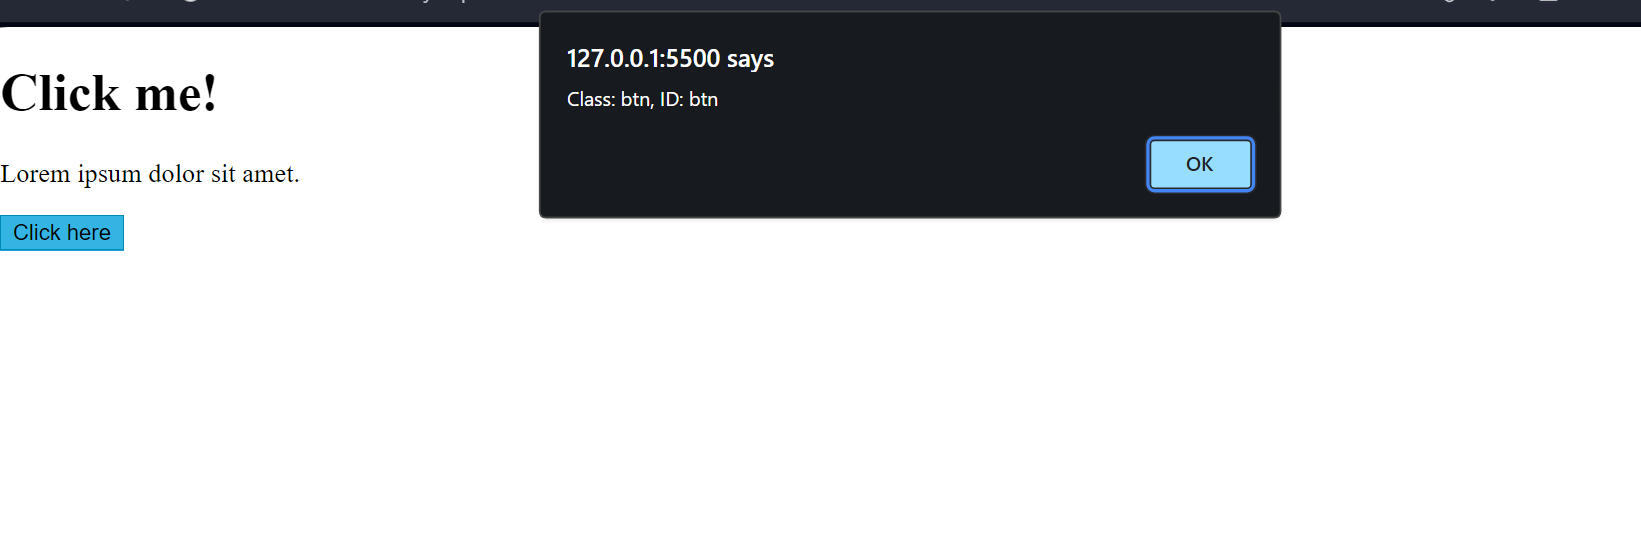 127.0.0.1:5500 says
Class: btn, ID: btn
OK
Click me!
Lorem ipsum dolor sit amet.
Click here